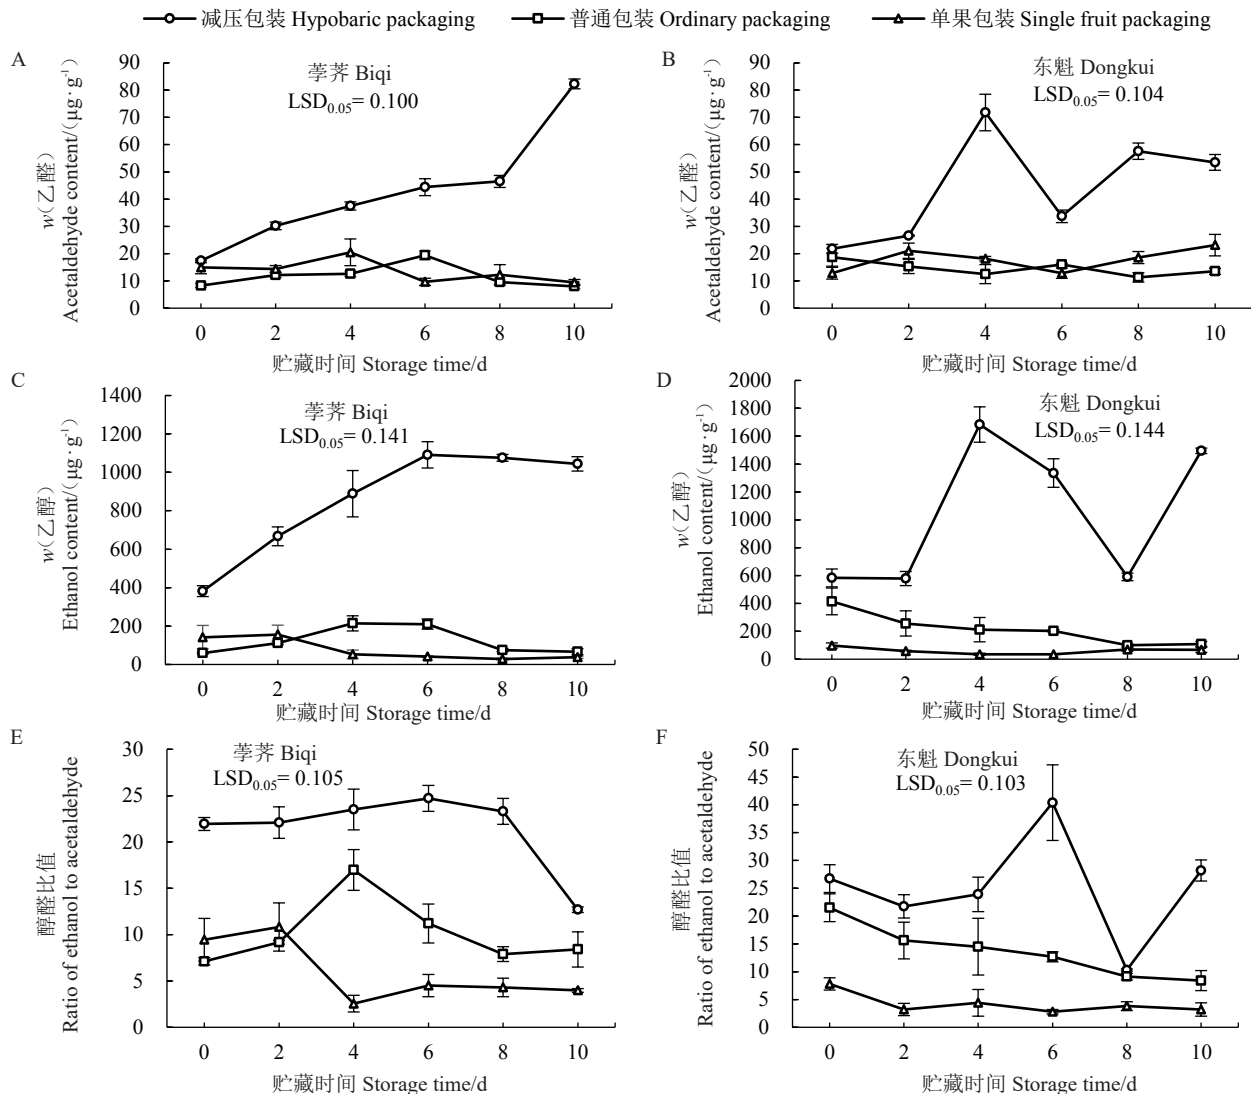 减压包装 Hypobaric packaging 普通包装 Ordinary packaging 单果包装 Single fruit packaging
A
荸荠 Biqi
LSD0.05= 0.100
w(乙醛)
Acetaldehyde content/(μg·g-1)
90
80
70
60
50
40
30
20
10
0
0 2 4 6 8 10
贮藏时间 Storage time/d
B
东魁 Dongkui
LSD0.05= 0.104
w(乙醛)
Acetaldehyde content/(μg·g-1)
90
80
70
60
50
40
30
20
10
0
0 2 4 6 8 10
贮藏时间 Storage time/d
C
荸荠 Biqi
LSD0.05= 0.141
w(乙醇)
Ethanol content/(μg·g-1)
1400
1200
1000
800
600
400
200
0
0 2 4 6 8 10
贮藏时间 Storage time/d
D
东魁 Dongkui
LSD0.05= 0.144
w(乙醇)
Ethanol content/(μg·g-1)
2000
1800
1600
1400
1200
1000
800
600
400
200
0
0 2 4 6 8 10
贮藏时间 Storage time/d
E
荸荠 Biqi
LSD0.05= 0.105
醇醛比值
Ratio of ethanol to acetaldehyde
30
25
20
15
10
5
0
0 2 4 6 8 10
贮藏时间 Storage time/d
F
东魁 Dongkui
LSD0.05= 0.103
醇醛比值
Ratio of ethanol to acetaldehyde
50
45
40
35
30
25
20
15
10
5
0
0 2 4 6 8 10
贮藏时间 Storage time/d